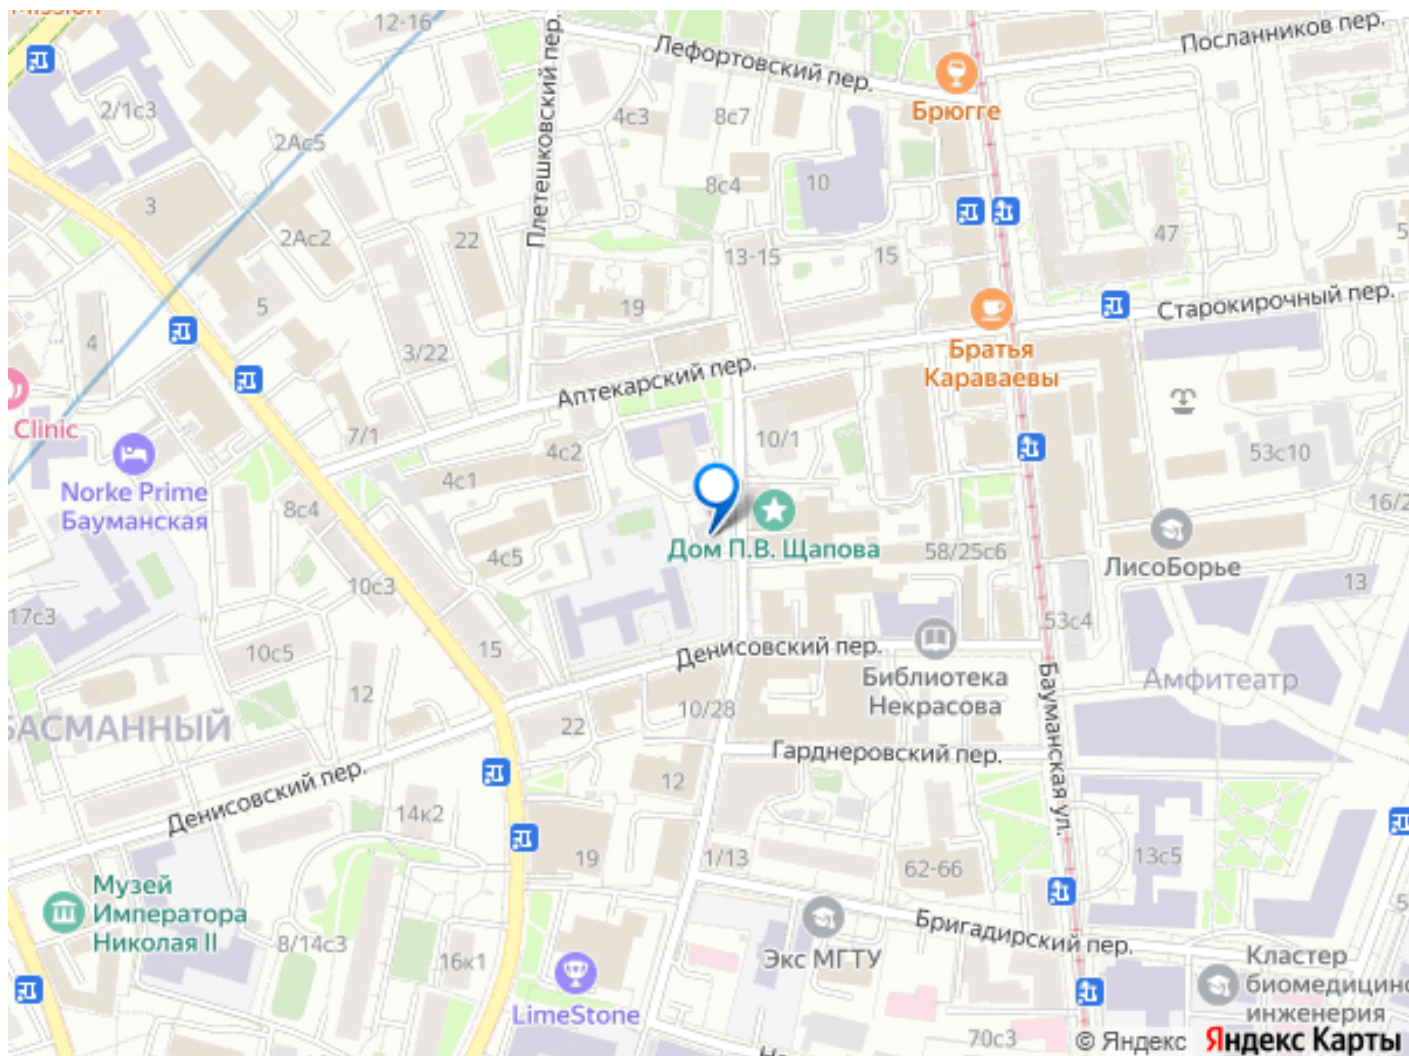 12-16
Лефортовский пер.
Посланников пер.
Плетешковский пер.
2/1с3
4с3
8с7
Брюгге
2Ас5
8с4
10
3
2Ас2
22
47
13-15
15
5
19
Старокирочный пер.
4
3/22
Братья
Караваевы
Аптекарский пер.
Clinic
7/1
10/1
4с2
53с10
4с1
Norke Prime
Бауманская
8с4
16/2
Дом П.В. Щапова
58/25с6
4с5
ЛисоБорье
10с3
13
17с3
53с4
Денисовский пер.
10с5
15
Библиотека
Некрасова
Амфитеатр
12
БАСМАННЫЙ
10/28
22
Гарднеровский пер.
Бауманская ул.
12
Денисовский пер.
14к2
19
1/13
62-66
13с5
Музей
Императора
Николая II
8/14с3
16к1
Бригадирский пер.
Экс МГТУ
Кластер
биомедицинс
инженерия
LimeStone
70с3
© Яндекс Яндекс Карты